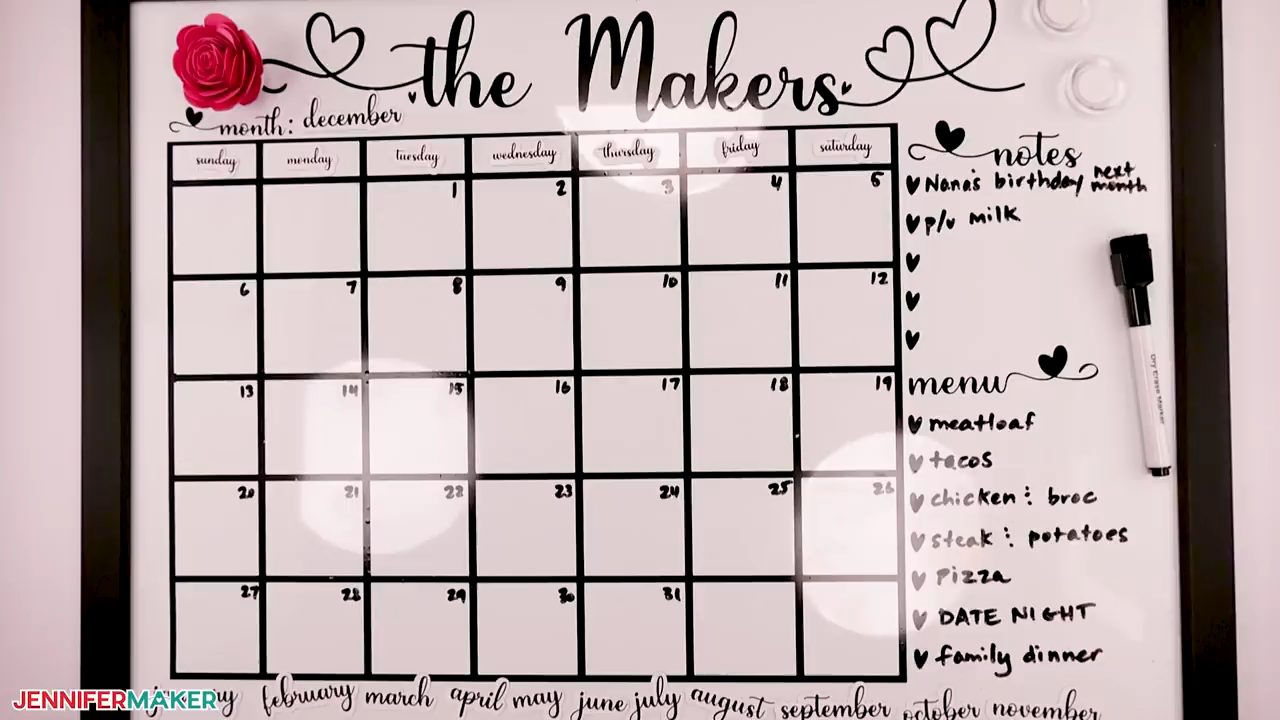 the Makers
month: december
sunday monday tuesday wednesday thursday friday saturday
1 2 3 4 5
6 7 8 9 10 11 12
13 14 15 16 17 18 19
20 21 22 23 24 25 26
27 28 29 30 31
notes
Nana's birthday next month
p/u milk
menu
meatloaf
tacos
chicken : broc
steak : potatoes
pizza
DATE NIGHT
family dinner
Dry Erase Marker
february march april may june july august september october november
JENNIFERMAKER